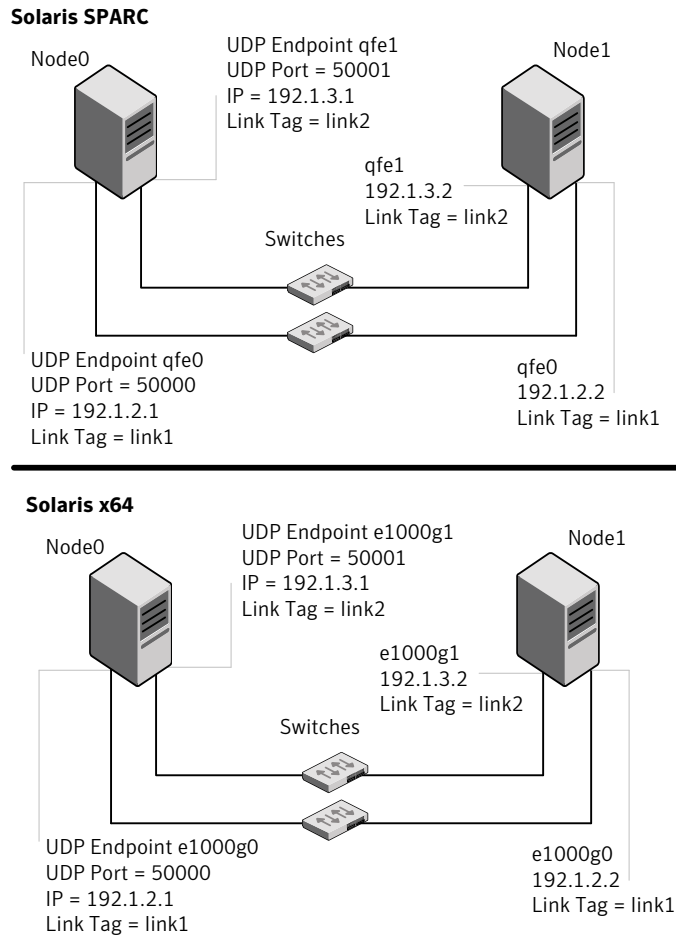 Solaris SPARC
Node0
UDP Endpoint qfe1
UDP Port = 50001
IP = 192.1.3.1
Link Tag = link2
Node1
qfe1
192.1.3.2
Link Tag = link2
Switches
UDP Endpoint qfe0
UDP Port = 50000
IP = 192.1.2.1
Link Tag = link1
qfe0
192.1.2.2
Link Tag = link1
Solaris x64
Node0
UDP Endpoint e1000g1
UDP Port = 50001
IP = 192.1.3.1
Link Tag = link2
Node1
e1000g1
192.1.3.2
Link Tag = link2
Switches
UDP Endpoint e1000g0
UDP Port = 50000
IP = 192.1.2.1
Link Tag = link1
e1000g0
192.1.2.2
Link Tag = link1